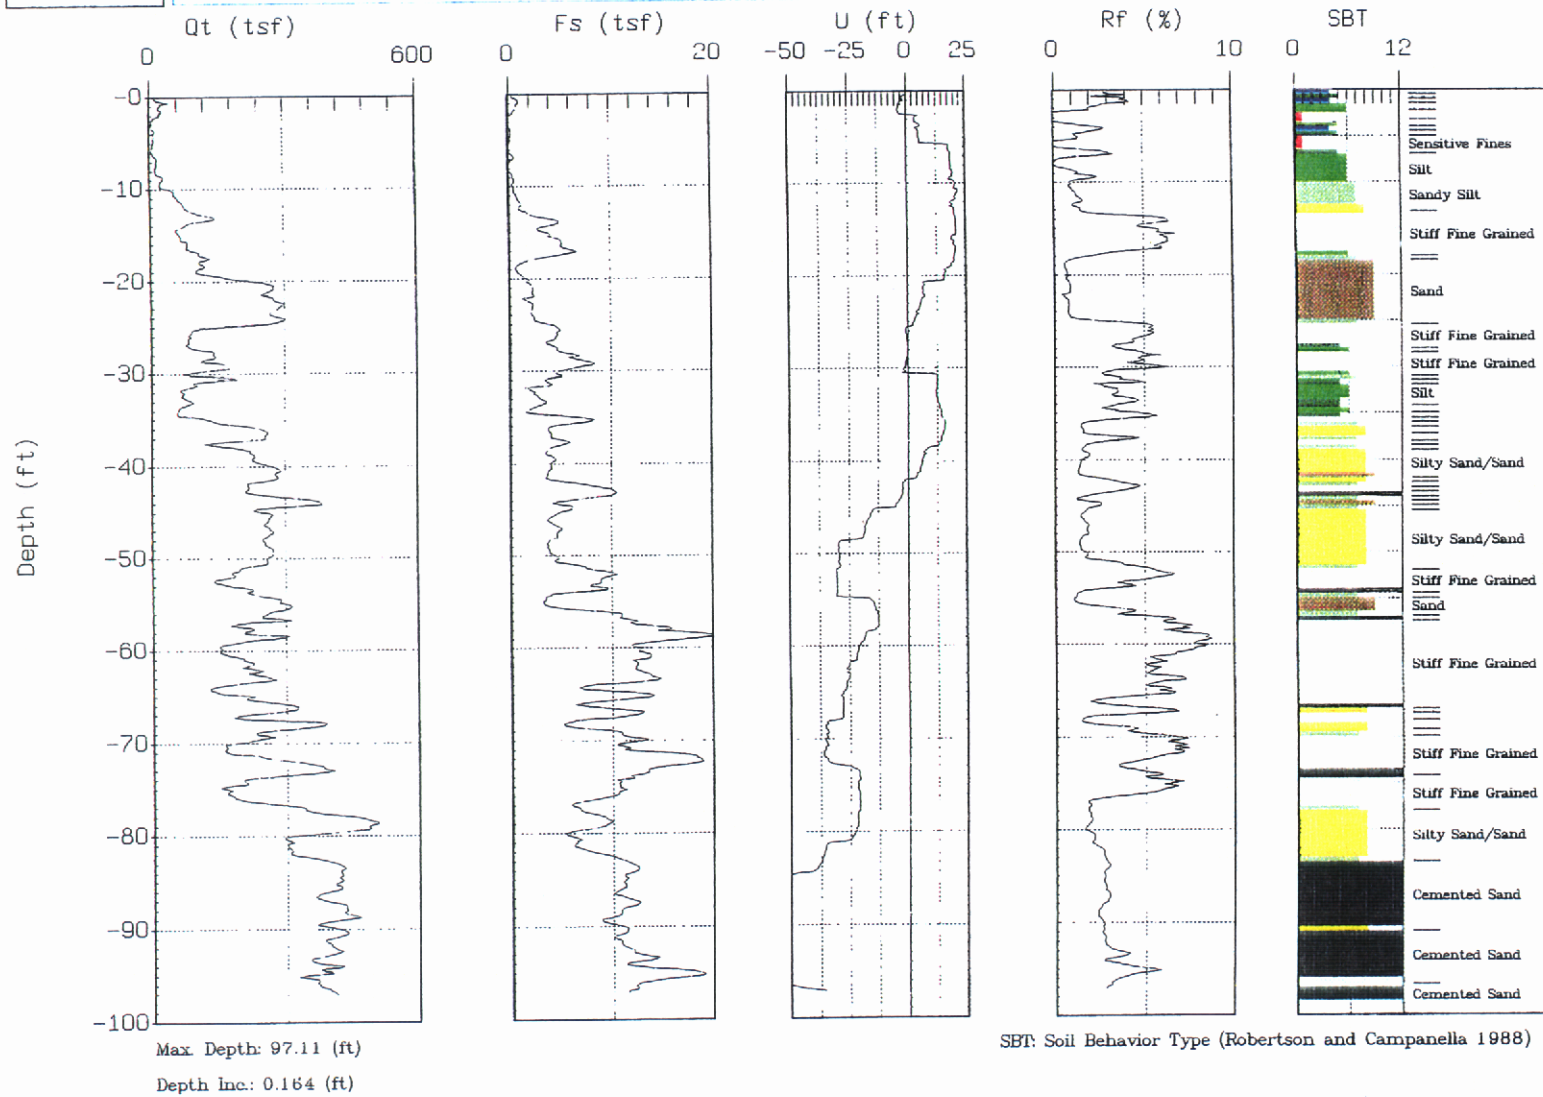 Qt (tsf) Fs (tsf) U (ft) Rf (%) SBT
0 600 0 20 -50 -25 0 25 0 10 0 12
-0
Sensitive Fines
Silt
-10
Sandy Silt
Stiff Fine Grained
-20
Sand
Stiff Fine Grained
Stiff Fine Grained
-30
Silt
-40
Silty Sand/Sand
Silty Sand/Sand
-50
Stiff Fine Grained
Sand
-60
Stiff Fine Grained
-70
Stiff Fine Grained
Stiff Fine Grained
-80
Silty Sand/Sand
Cemented Sand
-90
Cemented Sand
Cemented Sand
-100
Depth (ft)
Max. Depth: 97.11 (ft)
SBT: Soil Behavior Type (Robertson and Campanella 1988)
Depth Inc.: 0.164 (ft)